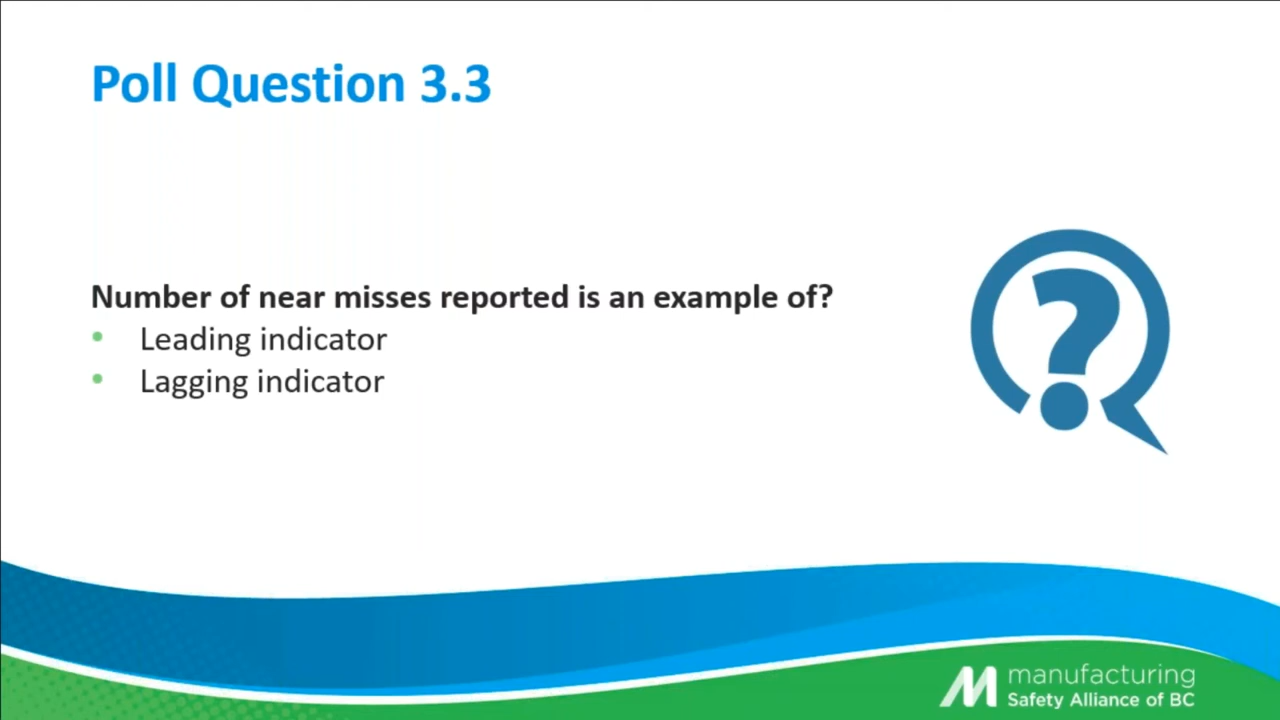 Poll Question 3.3
Number of near misses reported is an example of?
• Leading indicator
• Lagging indicator
manufacturing
Safety Alliance of BC